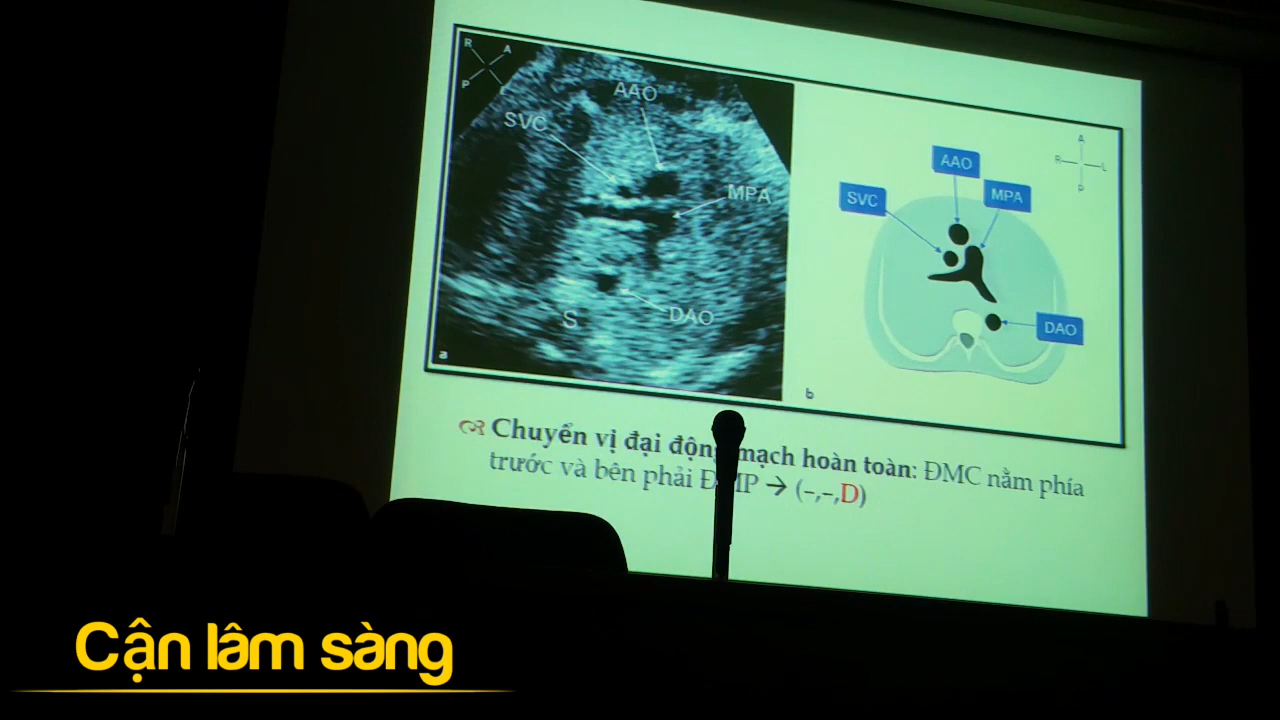 R A
P L
AAO
SVC
MPA
DAO
S
a
A
R L
P
AAO
MPA
SVC
DAO
b
Chuyển vị đại động mạch hoàn toàn: ĐMC nằm phía
trước và bên phải ĐMP → (-,-,D)
Cận lâm sàng